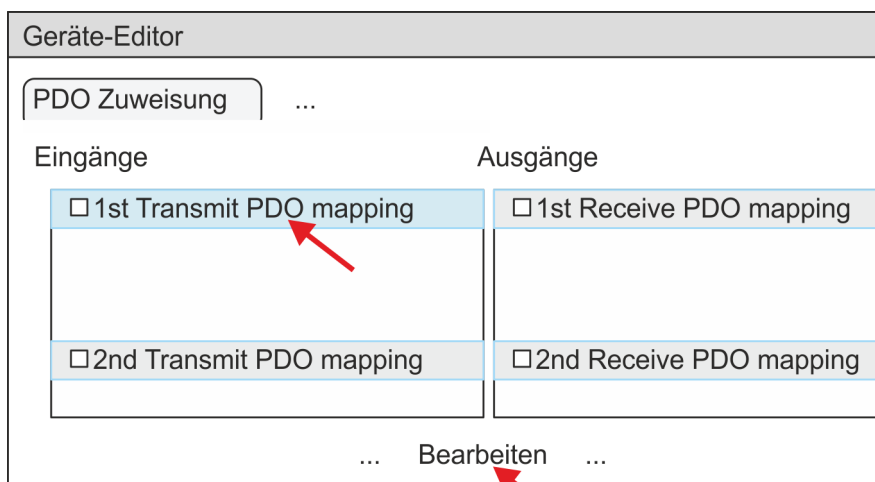 Geräte-Editor
PDO Zuweisung ...
Eingänge Ausgänge
1st Transmit PDO mapping 1st Receive PDO mapping
2nd Transmit PDO mapping 2nd Receive PDO mapping
... Bearbeiten ...